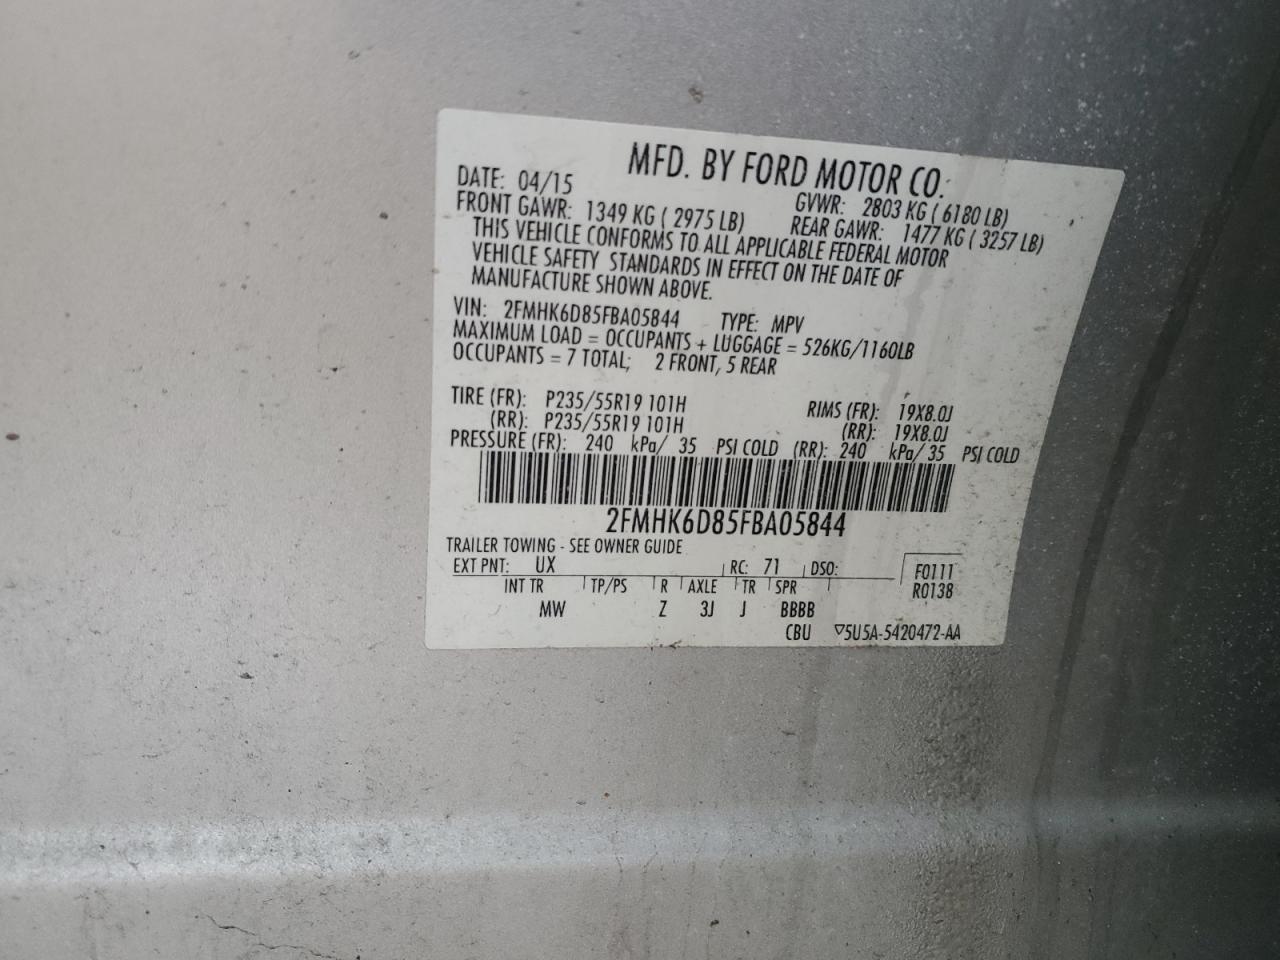 MFD. BY FORD MOTOR CO.
DATE: 04/15 GVWR: 2803 KG ( 6180 LB)
FRONT GAWR: 1349 KG ( 2975 LB) REAR GAWR: 1477 KG ( 3257 LB)
THIS VEHICLE CONFORMS TO ALL APPLICABLE FEDERAL MOTOR
VEHICLE SAFETY STANDARDS IN EFFECT ON THE DATE OF
MANUFACTURE SHOWN ABOVE.
VIN: 2FMHK6D85FBA05844 TYPE: MPV
MAXIMUM LOAD = OCCUPANTS + LUGGAGE = 526KG/1160LB
OCCUPANTS = 7 TOTAL; 2 FRONT, 5 REAR
TIRE (FR): P235/55R19 101H RIMS (FR): 19X8.0J
(RR): P235/55R19 101H (RR): 19X8.0J
PRESSURE (FR): 240 kPa/ 35 PSI COLD (RR): 240 kPa/ 35 PSI COLD
2FMHK6D85FBA05844
TRAILER TOWING - SEE OWNER GUIDE
EXT PNT: UX RC: 71 DSO: F0111
INT TR TP/PS R AXLE TR SPR R0138
MW Z 3J J BBBB
CBU ▽5U5A-5420472-AA